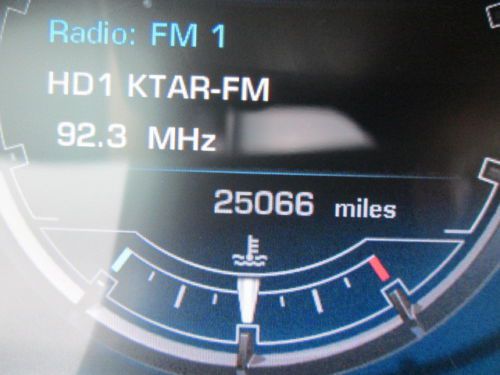 Radio: FM 1
HD1 KTAR-FM
92.3 MHz
25066 miles